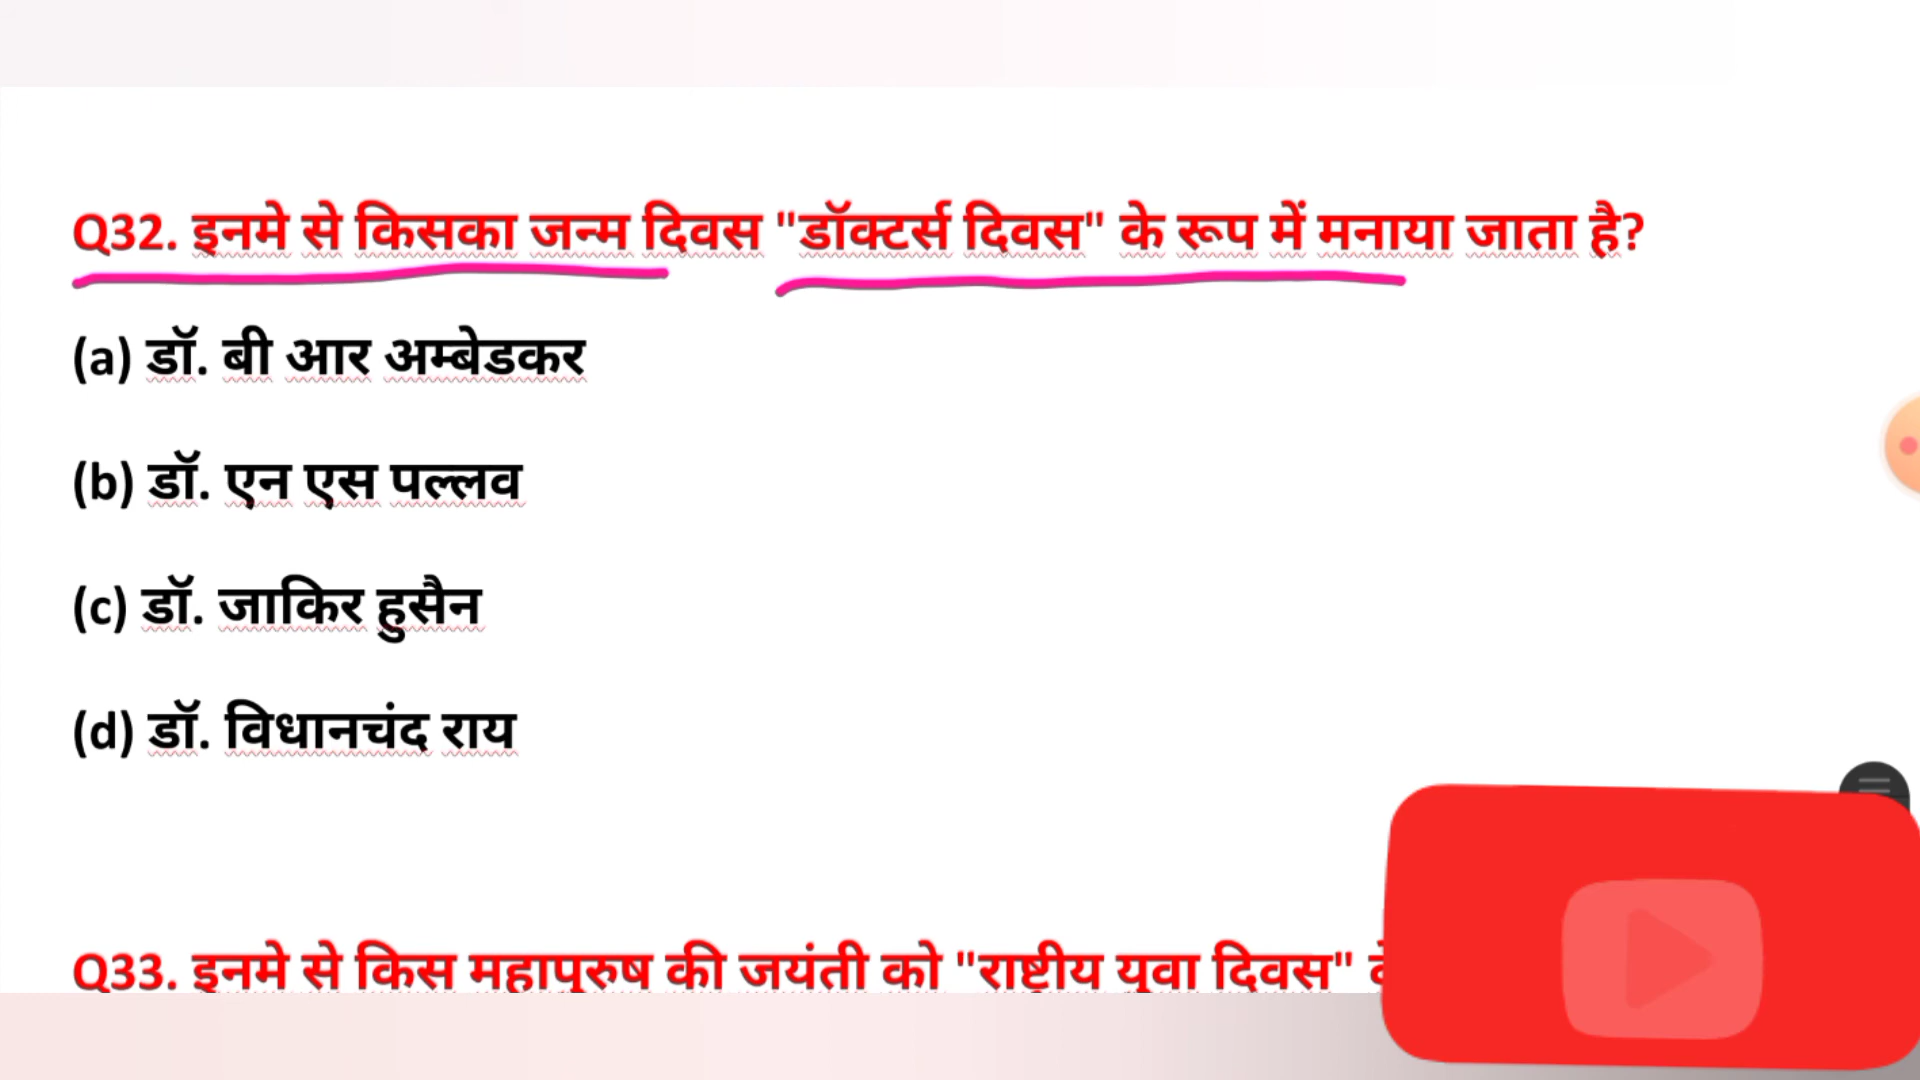 Q32. इनमे से किसका जन्म दिवस "डॉक्टर्स दिवस" के रूप में मनाया जाता है?
(a) डॉ. बी आर अम्बेडकर
(b) डॉ. एन एस पल्लव
(c) डॉ. जाकिर हुसैन
(d) डॉ. विधानचंद राय
Q33. इनमे से किस महापुरुष की जयंती को "राष्टीय युवा दिवस"